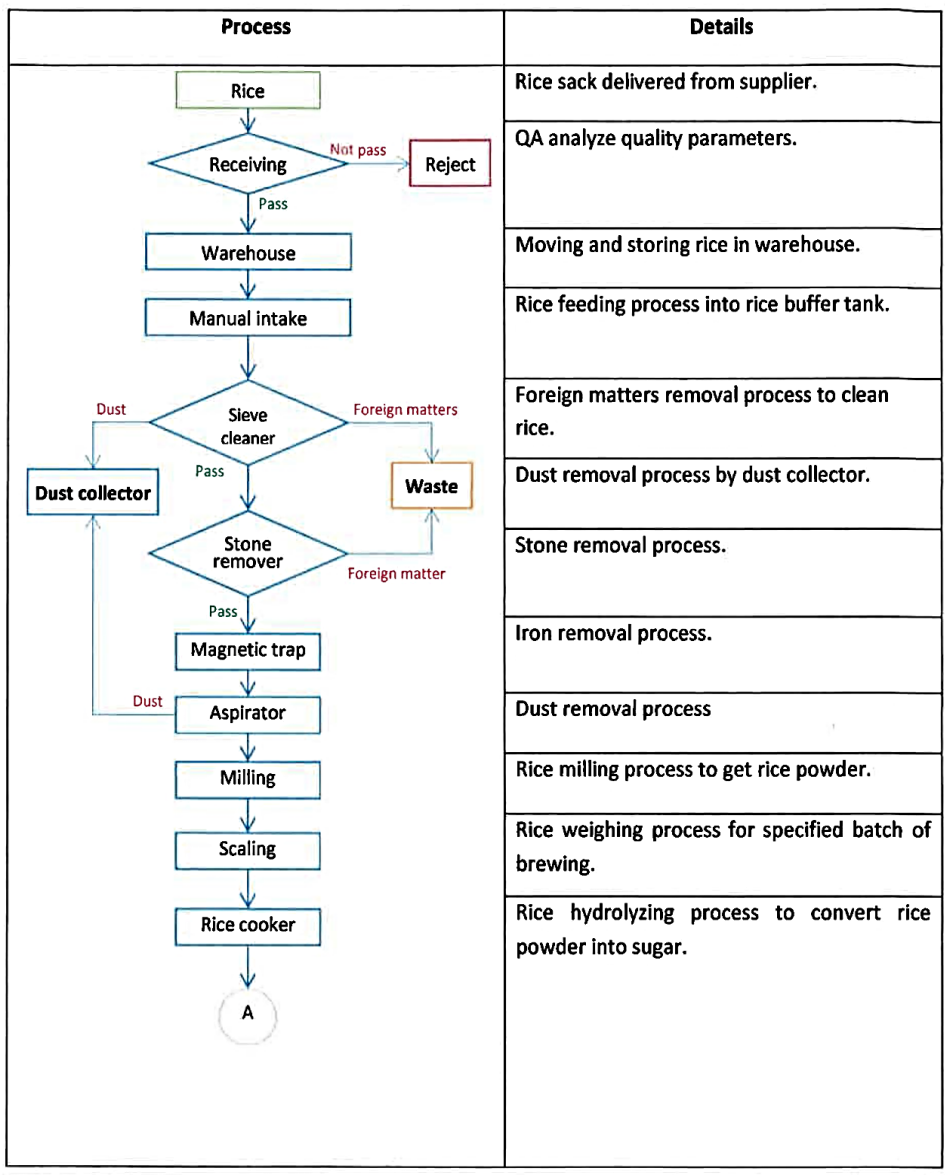 Process
Details
Rice
Rice sack delivered from supplier.
Receiving
Not pass
Reject
QA analyze quality parameters.
Pass
Warehouse
Moving and storing rice in warehouse.
Manual intake
Rice feeding process into rice buffer tank.
Dust
Sieve
cleaner
Foreign matters
Foreign matters removal process to clean
rice.
Pass
Dust collector
Waste
Dust removal process by dust collector.
Stone
remover
Foreign matter
Stone removal process.
Pass
Magnetic trap
Iron removal process.
Dust
Aspirator
Dust removal process
Milling
Rice milling process to get rice powder.
Scaling
Rice weighing process for specified batch of
brewing.
Rice cooker
Rice hydrolyzing process to convert rice
powder into sugar.
A